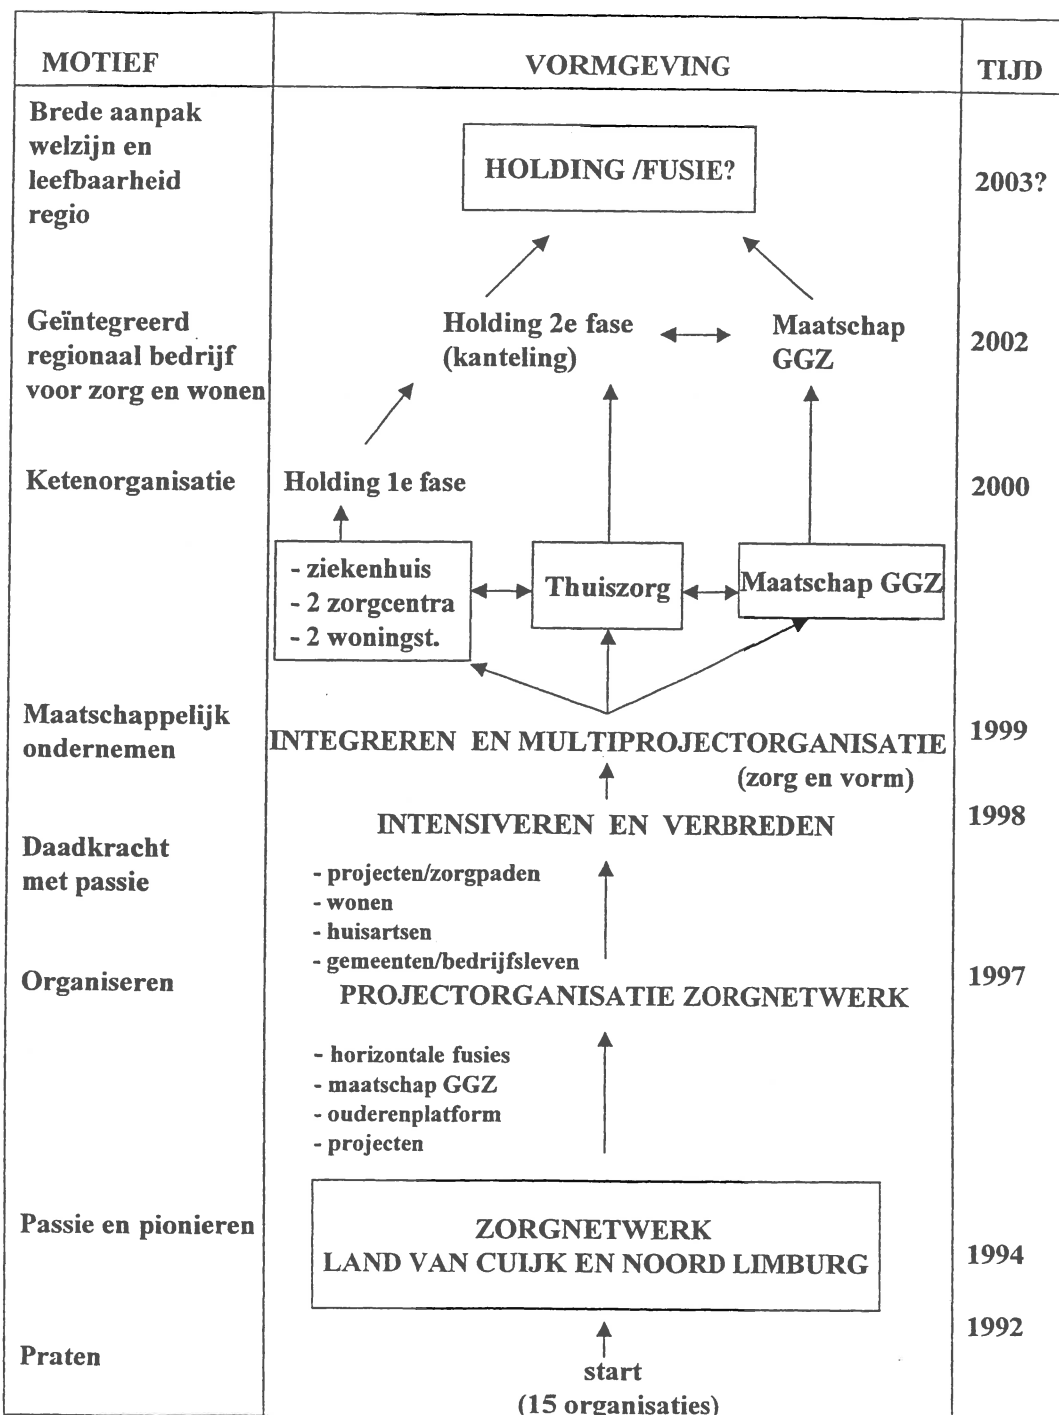 MOTIEF
VORMGEVING
TIJD
Brede aanpak
welzijn en
leefbaarheid
regio
HOLDING /FUSIE?
2003?
Geïntegreerd
regionaal bedrijf
voor zorg en wonen
Holding 2e fase
(kanteling)
Maatschap
GGZ
2002
Ketenorganisatie
Holding 1e fase
2000
- ziekenhuis
- 2 zorgcentra
- 2 woningst.
Thuiszorg
Maatschap GGZ
Maatschappelijk
ondernemen
INTEGREREN EN MULTIPROJECTORGANISATIE
(zorg en vorm)
1999
INTENSIVEREN EN VERBREDEN
1998
Daadkracht
met passie
- projecten/zorgpaden
- wonen
- huisartsen
- gemeenten/bedrijfsleven
Organiseren
PROJECTORGANISATIE ZORGNETWERK
1997
- horizontale fusies
- maatschap GGZ
- ouderenplatform
- projecten
Passie en pionieren
ZORGNETWERK
LAND VAN CUIJK EN NOORD LIMBURG
1994
1992
Praten
start
(15 organisaties)